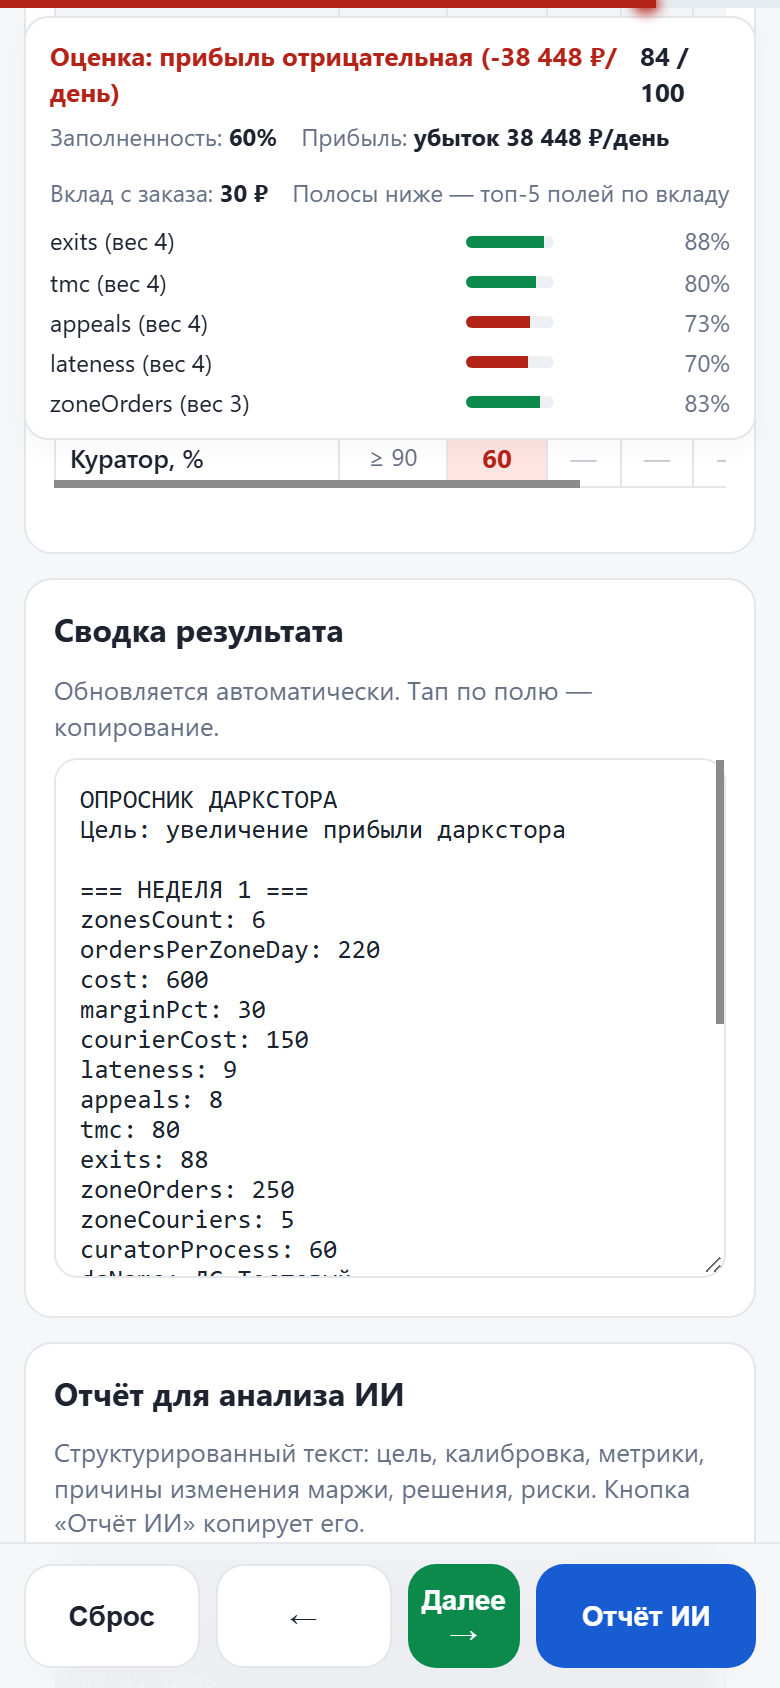 Оценка: прибыль отрицательная (-38 448 ₽/
день)
84 /
100
Заполненность: 60% Прибыль: убыток 38 448 ₽/день
Вклад с заказа: 30 ₽ Полосы ниже — топ-5 полей по вкладу
exits (вес 4) 88%
tmc (вес 4) 80%
appeals (вес 4) 73%
lateness (вес 4) 70%
zoneOrders (вес 3) 83%
Куратор, % ≥ 90 60 — — –
Сводка результата
Обновляется автоматически. Тап по полю —
копирование.
ОПРОСНИК ДАРКСТОРА
Цель: увеличение прибыли даркстора
=== НЕДЕЛЯ 1 ===
zonesCount: 6
ordersPerZoneDay: 220
cost: 600
marginPct: 30
courierCost: 150
lateness: 9
appeals: 8
tmc: 80
exits: 88
zoneOrders: 250
zoneCouriers: 5
curatorProcess: 60
Отчёт для анализа ИИ
Структурированный текст: цель, калибровка, метрики,
причины изменения маржи, решения, риски. Кнопка
«Отчёт ИИ» копирует его.
Сброс
←
Далее
→
Отчёт ИИ